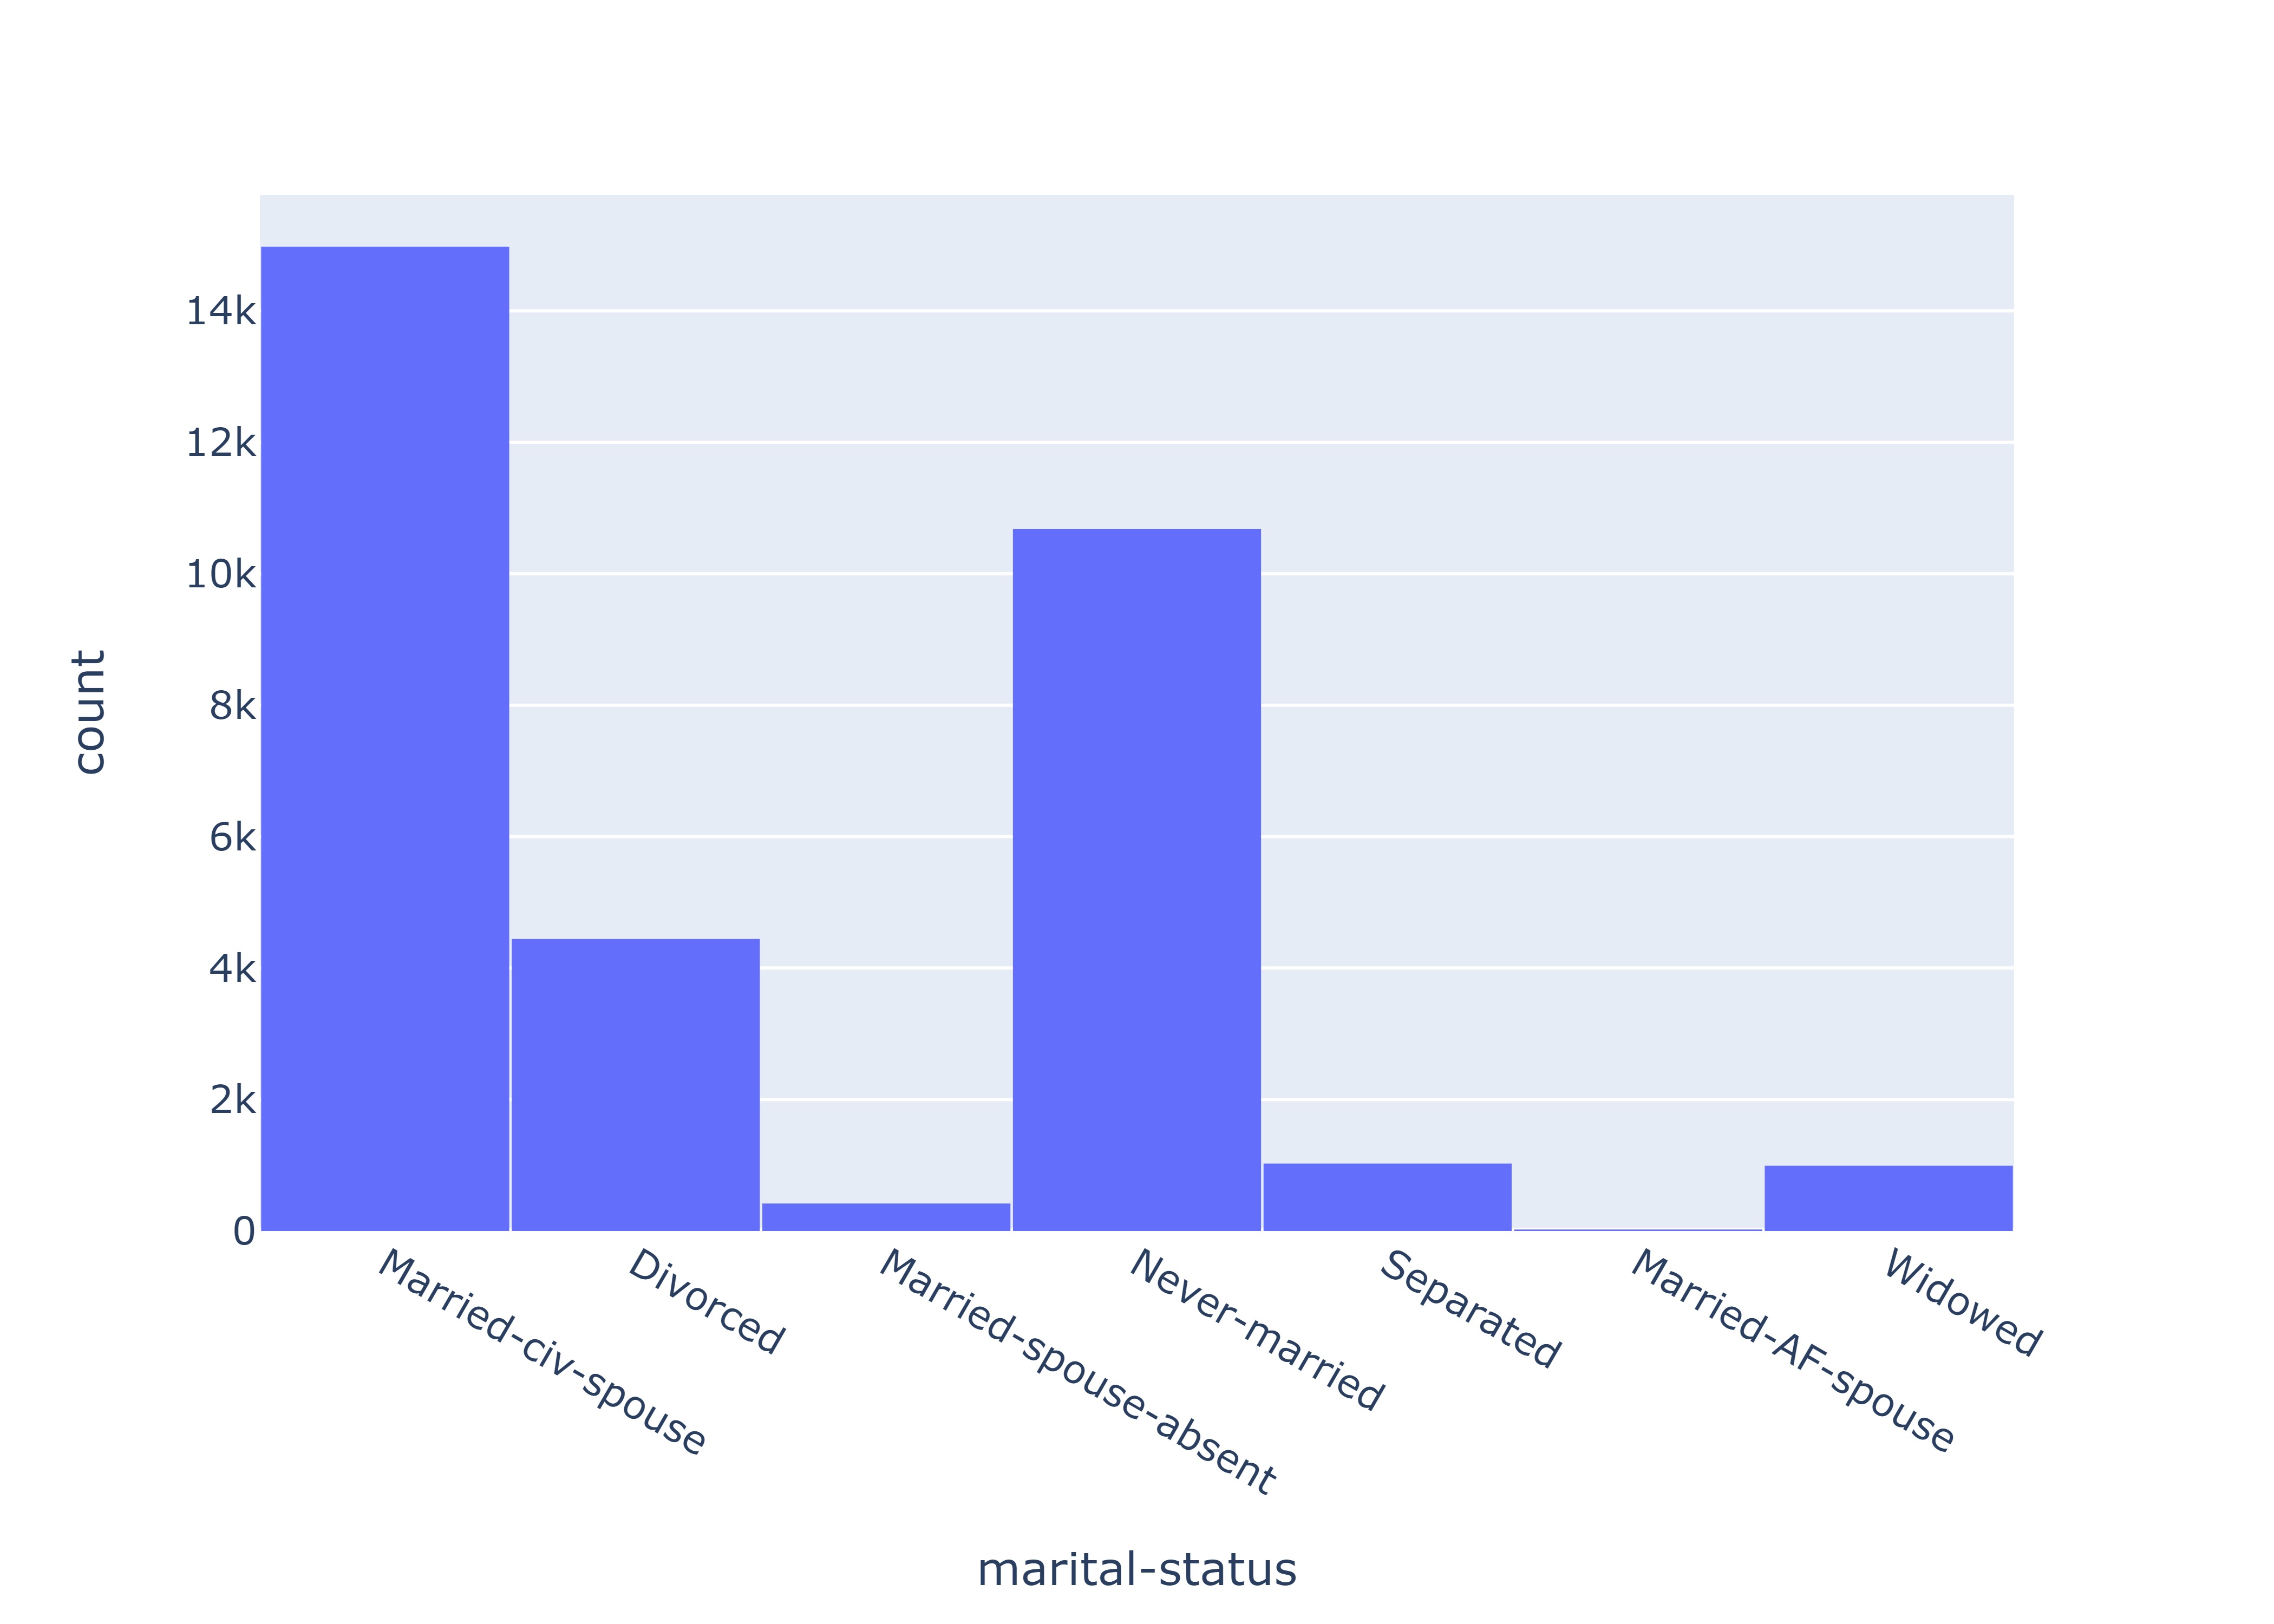 14k
12k
10k
8k
6k
4k
2k
0
count
Married-civ-spouse
Divorced
Married-spouse-absent
Never-married
Separated
Married-AF-spouse
Widowed
marital-status